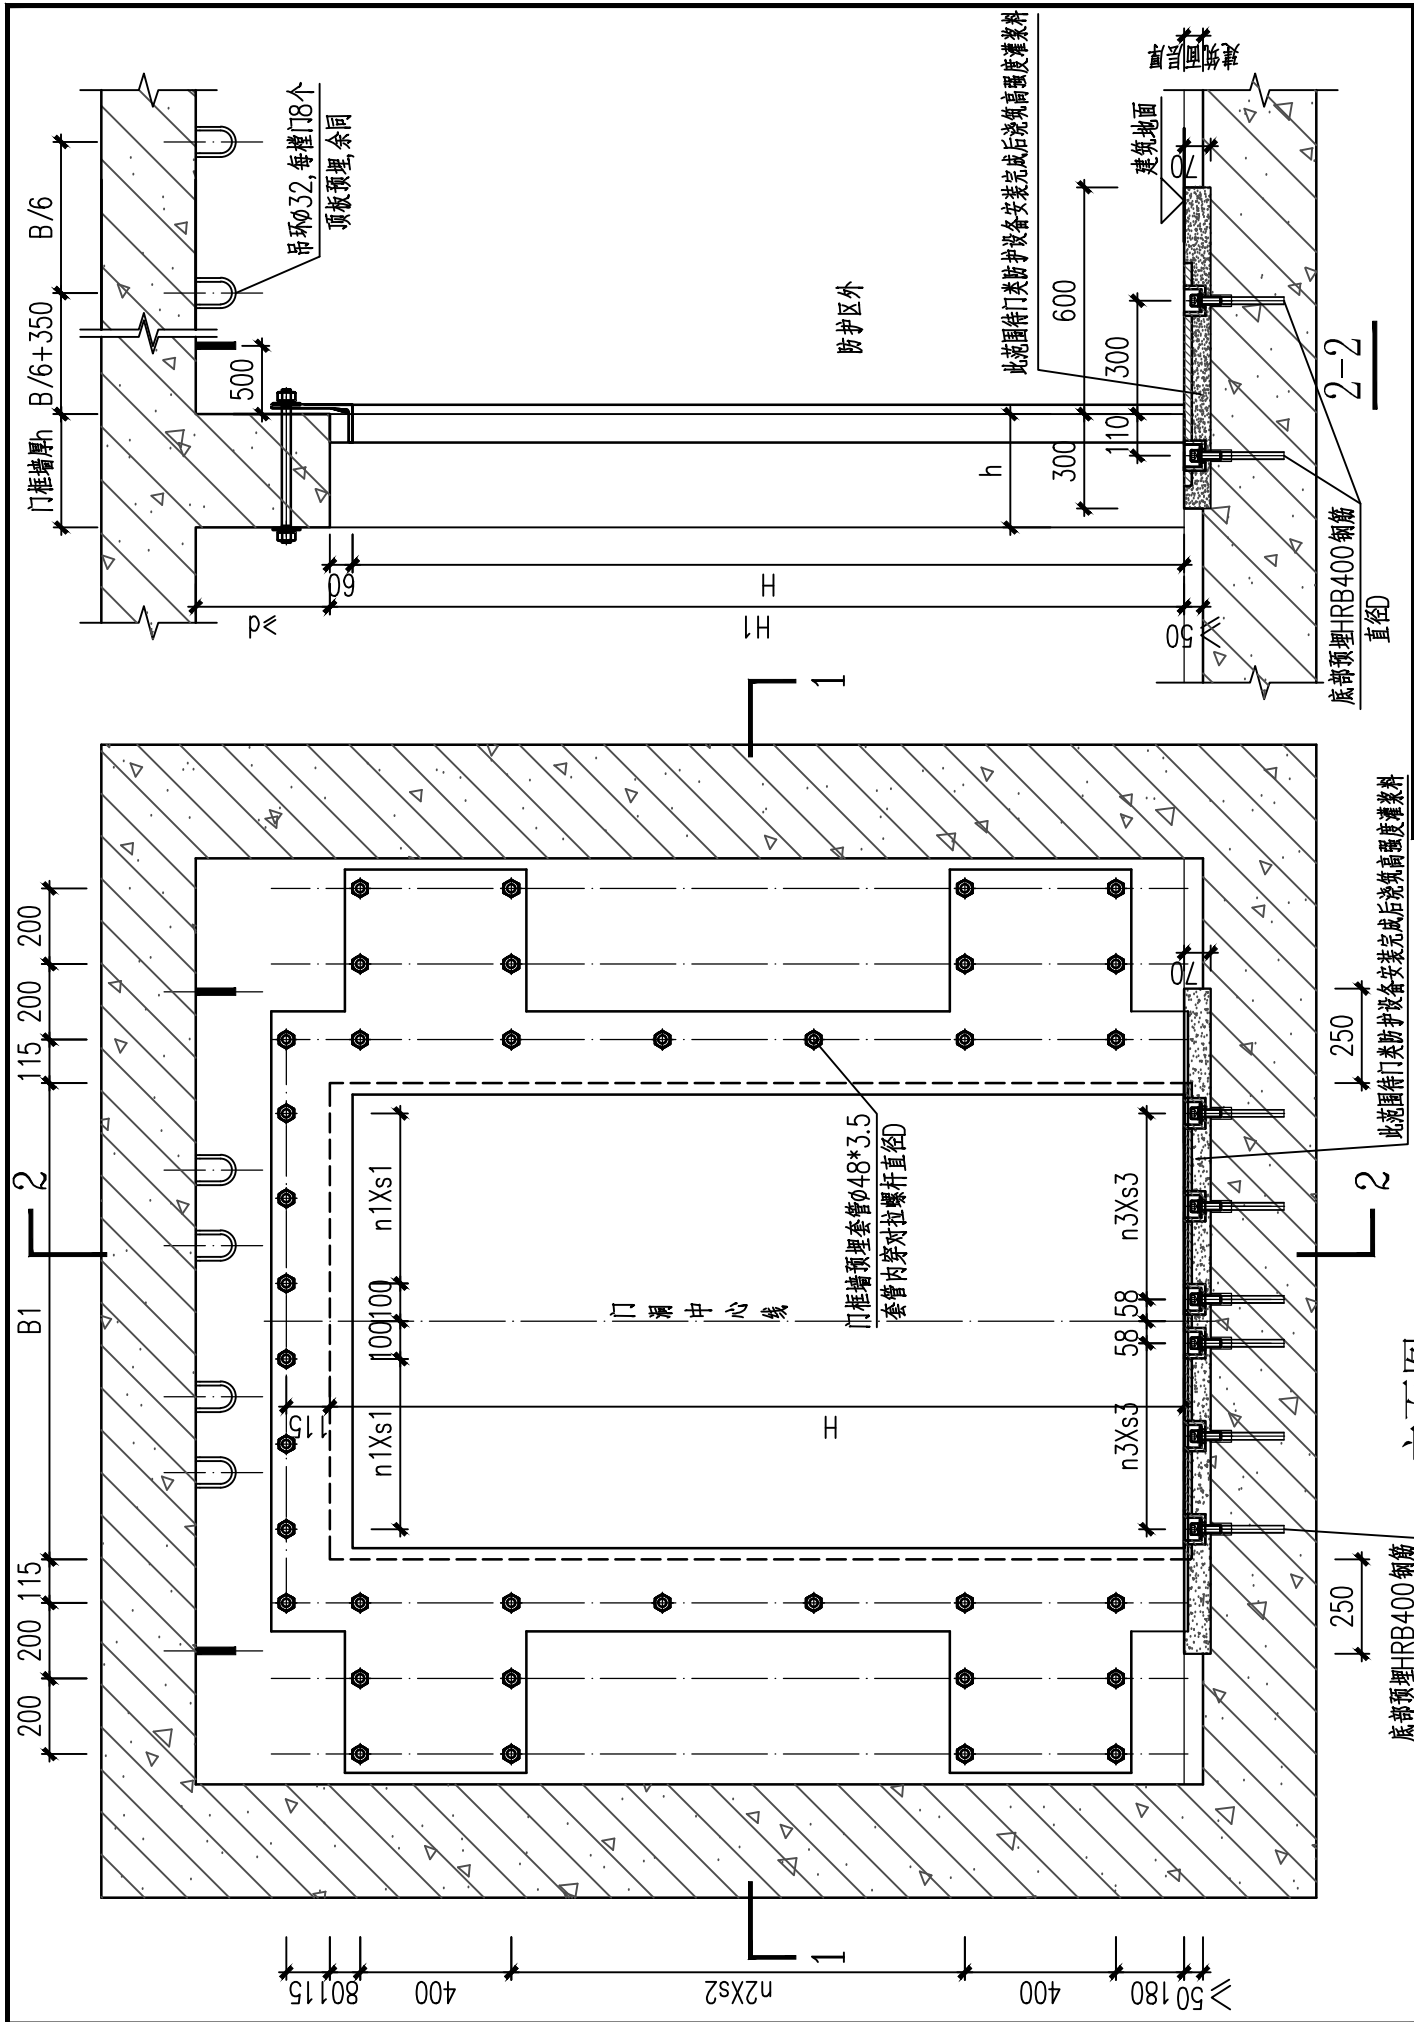 200
200
115
B1
115
200
200
2
n1Xs1
100
100
n1Xs1
115
门洞中心线
H
门框墙预埋套管φ48*3.5
套管内穿对拉螺杆直径D
n3Xs3
58
58
n3Xs3
70
250
250
此范围待门类防护设备安装完成后浇筑高强度灌浆料
底部预埋HRB400钢筋
2
1
1
115
80
400
n2Xs2
400
180
≥50
门框墙厚h
B/6+350
B/6
500
吊环φ32,每樘门8个
顶板预埋,余同
防护区外
≥d
60
H1
H
≥50
h
300
600
110
300
此范围待门类防护设备安装完成后浇筑高强度灌浆料
建筑地面
建筑面层厚
70
底部预埋HRB400钢筋
直径D
2-2